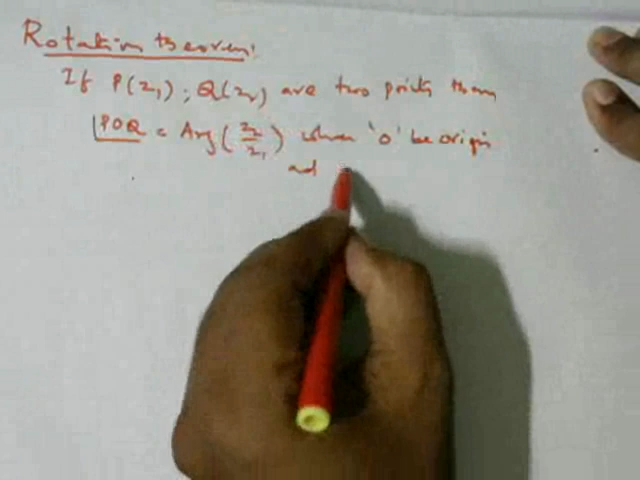 Rotation theorem:
If P(z₁); Q(z₂) are two points then
∠POQ = Arg(z₂/z₁) where 'O' be origin
and